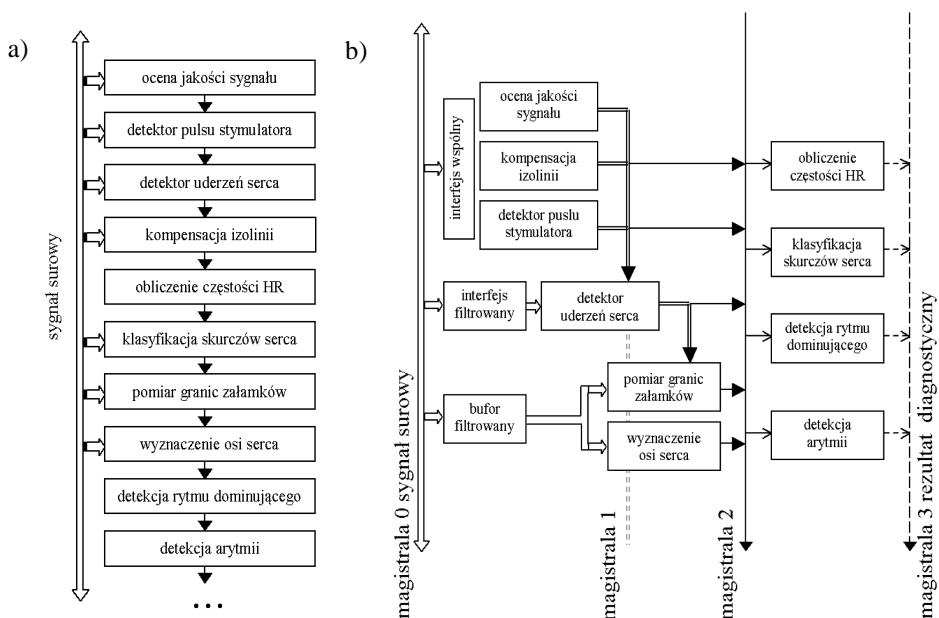 a)
ocena jakości sygnału
detektor pulsu stymulatora
detektor uderzeń serca
kompensacja izolinii
obliczenie częstości HR
klasyfikacja skurczów serca
pomiar granic załamków
wyznaczenie osi serca
detekcja rytmu dominującego
detekcja arytmii
...
sygnał surowy
b)
ocena jakości
sygnału
kompensacja
izolinii
detektor puslu
stymulatora
interfejs wspólny
interfejs
filtrowany
detektor
uderzeń serca
bufor
filtrowany
pomiar granic
załamków
wyznaczenie
osi serca
obliczenie
częstości HR
klasyfikacja
skurczów serca
detekcja rytmu
dominującego
detekcja
arytmii
magistrala 0 sygnał surowy
magistrala 1
magistrala 2
magistrala 3 rezultat diagnostyczny